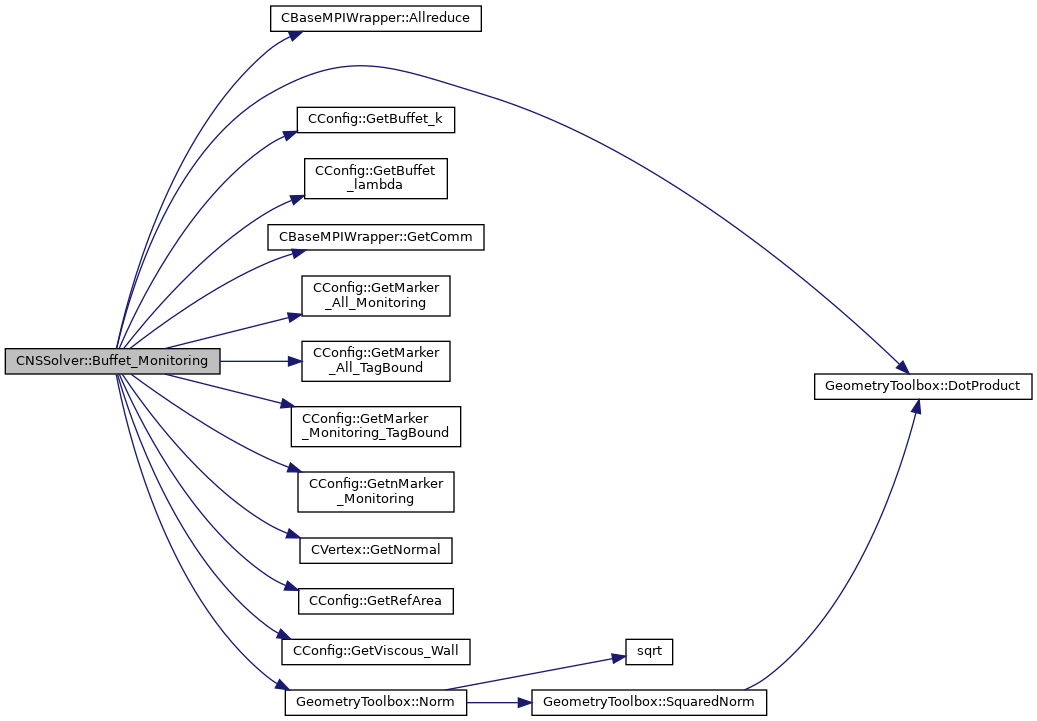 CBaseMPIWrapper::Allreduce
CConfig::GetBuffet_k
CConfig::GetBuffet
_lambda
CBaseMPIWrapper::GetComm
CConfig::GetMarker
_All_Monitoring
CNSSolver::Buffet_Monitoring
CConfig::GetMarker
_All_TagBound
GeometryToolbox::DotProduct
CConfig::GetMarker
_Monitoring_TagBound
CConfig::GetnMarker
_Monitoring
CVertex::GetNormal
CConfig::GetRefArea
CConfig::GetViscous_Wall
sqrt
GeometryToolbox::Norm
GeometryToolbox::SquaredNorm